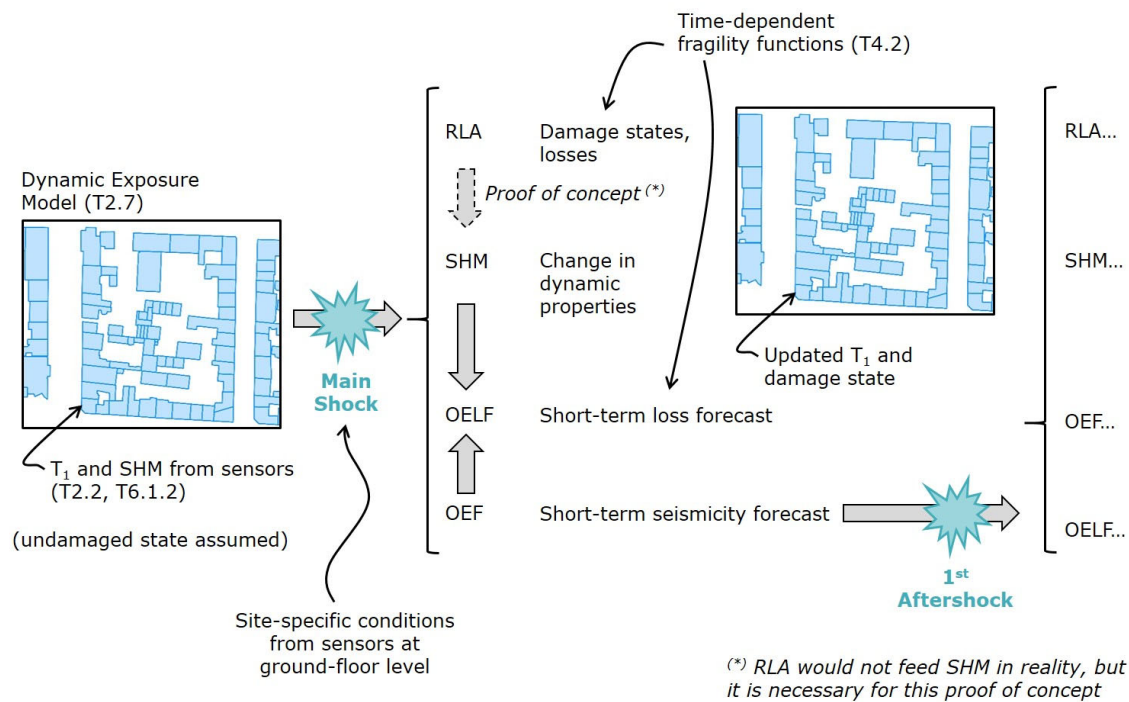 Time-dependent
fragility functions (T4.2)
RLA
Damage states,
losses
Proof of concept (*)
SHM
Change in
dynamic
properties
OELF
Short-term loss forecast
OEF
Short-term seismicity forecast
Dynamic Exposure
Model (T2.7)
T1 and SHM from sensors
(T2.2, T6.1.2)
(undamaged state assumed)
Main
Shock
Site-specific conditions
from sensors at
ground-floor level
Updated T1 and
damage state
1st
Aftershock
RLA...
SHM...
OEF...
OELF...
(*) RLA would not feed SHM in reality, but
it is necessary for this proof of concept